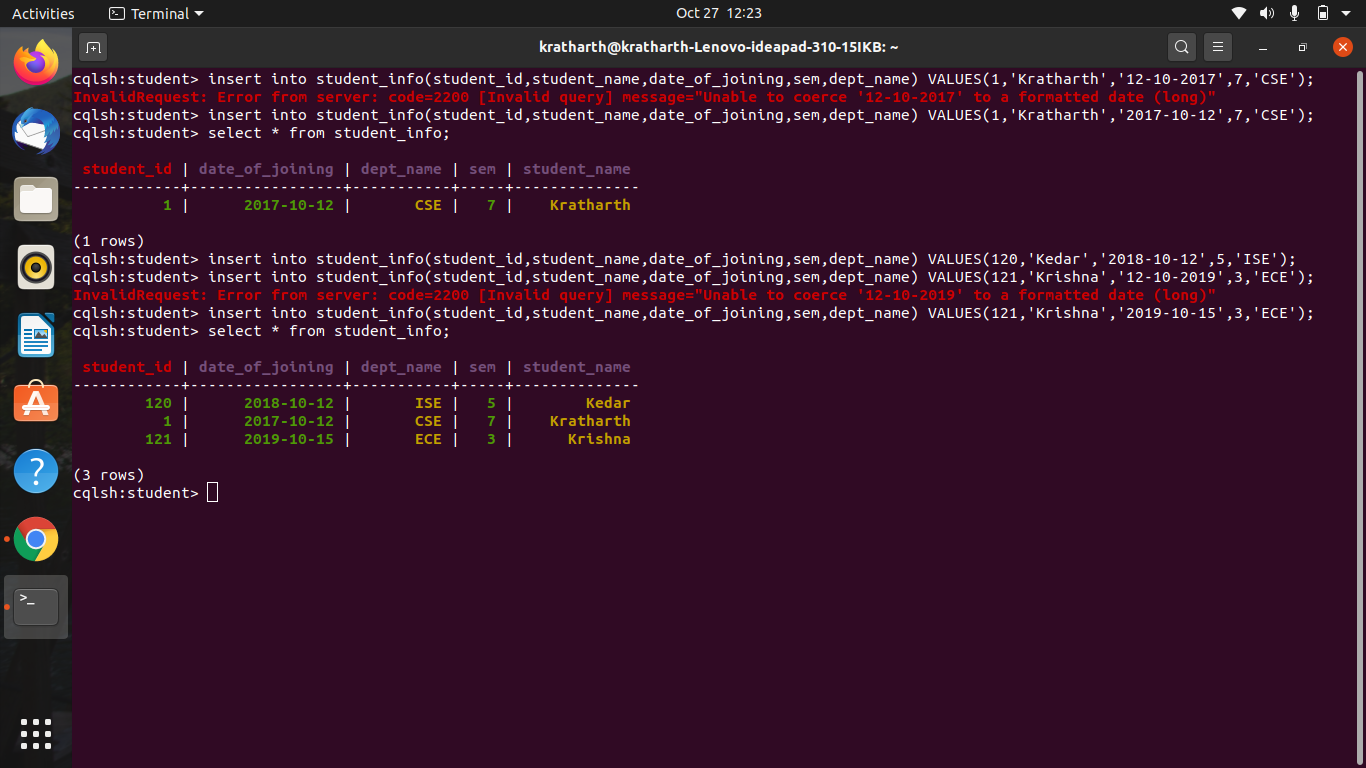 Activities Terminal Oct 27 12:23
kratharth@kratharth-Lenovo-ideapad-310-15IKB: ~
cqlsh:student> insert into student_info(student_id,student_name,date_of_joining,sem,dept_name) VALUES(1,'Kratharth','12-10-2017',7,'CSE');
InvalidRequest: Error from server: code=2200 [Invalid query] message="Unable to coerce '12-10-2017' to a formatted date (long)"
cqlsh:student> insert into student_info(student_id,student_name,date_of_joining,sem,dept_name) VALUES(1,'Kratharth','2017-10-12',7,'CSE');
cqlsh:student> select * from student_info;
 student_id | date_of_joining | dept_name | sem | student_name
------------+-----------------+-----------+-----+--------------
          1 |      2017-10-12 |       CSE |   7 |    Kratharth
(1 rows)
cqlsh:student> insert into student_info(student_id,student_name,date_of_joining,sem,dept_name) VALUES(120,'Kedar','2018-10-12',5,'ISE');
cqlsh:student> insert into student_info(student_id,student_name,date_of_joining,sem,dept_name) VALUES(121,'Krishna','12-10-2019',3,'ECE');
InvalidRequest: Error from server: code=2200 [Invalid query] message="Unable to coerce '12-10-2019' to a formatted date (long)"
cqlsh:student> insert into student_info(student_id,student_name,date_of_joining,sem,dept_name) VALUES(121,'Krishna','2019-10-15',3,'ECE');
cqlsh:student> select * from student_info;
 student_id | date_of_joining | dept_name | sem | student_name
------------+-----------------+-----------+-----+--------------
        120 |      2018-10-12 |       ISE |   5 |        Kedar
          1 |      2017-10-12 |       CSE |   7 |    Kratharth
        121 |      2019-10-15 |       ECE |   3 |      Krishna
(3 rows)
cqlsh:student>